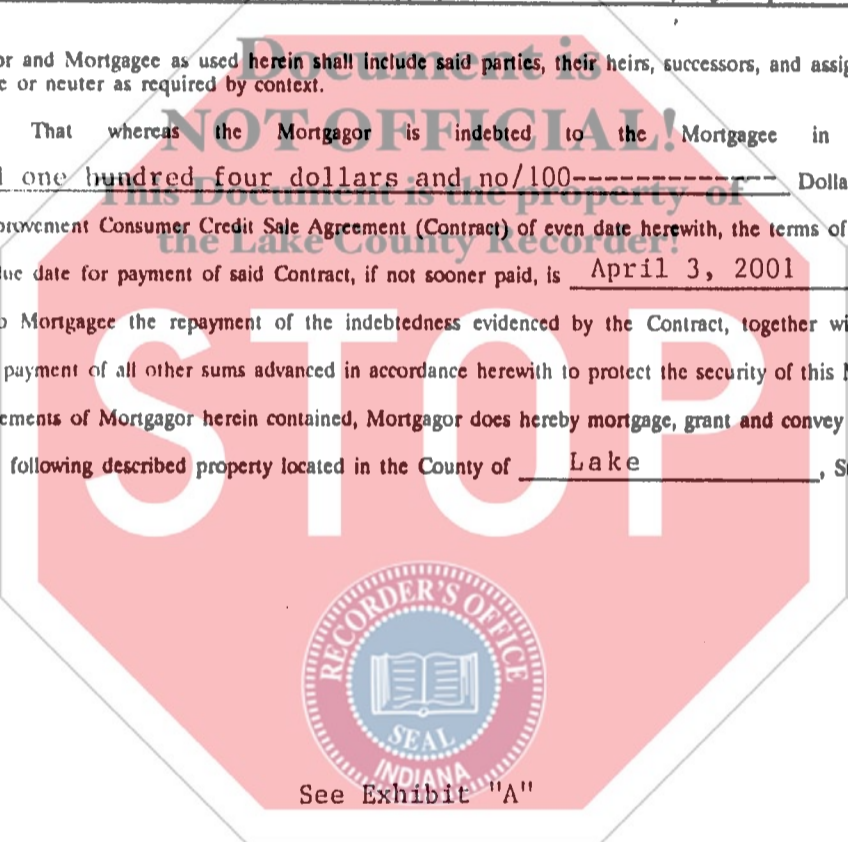 or and Mortgagee as used herein shall include said parties, their heirs, successors, and assig
e or neuter as required by context.
Document is
That whereas the Mortgagor is indebted to the Mortgagee in
NOT OFFICIAL!
one hundred four dollars and no/100------------- Dolla
This Document is the property of
provement Consumer Credit Sale Agreement (Contract) of even date herewith, the terms of
the Lake County Recorder!
due date for payment of said Contract, if not sooner paid, is April 3, 2001
o Mortgagee the repayment of the indebtedness evidenced by the Contract, together wi
payment of all other sums advanced in accordance herewith to protect the security of this M
ements of Mortgagor herein contained, Mortgagor does hereby mortgage, grant and convey
following described property located in the County of Lake , S
STOP
RECORDER'S OFFICE
SEAL
INDIANA
See Exhibit "A"